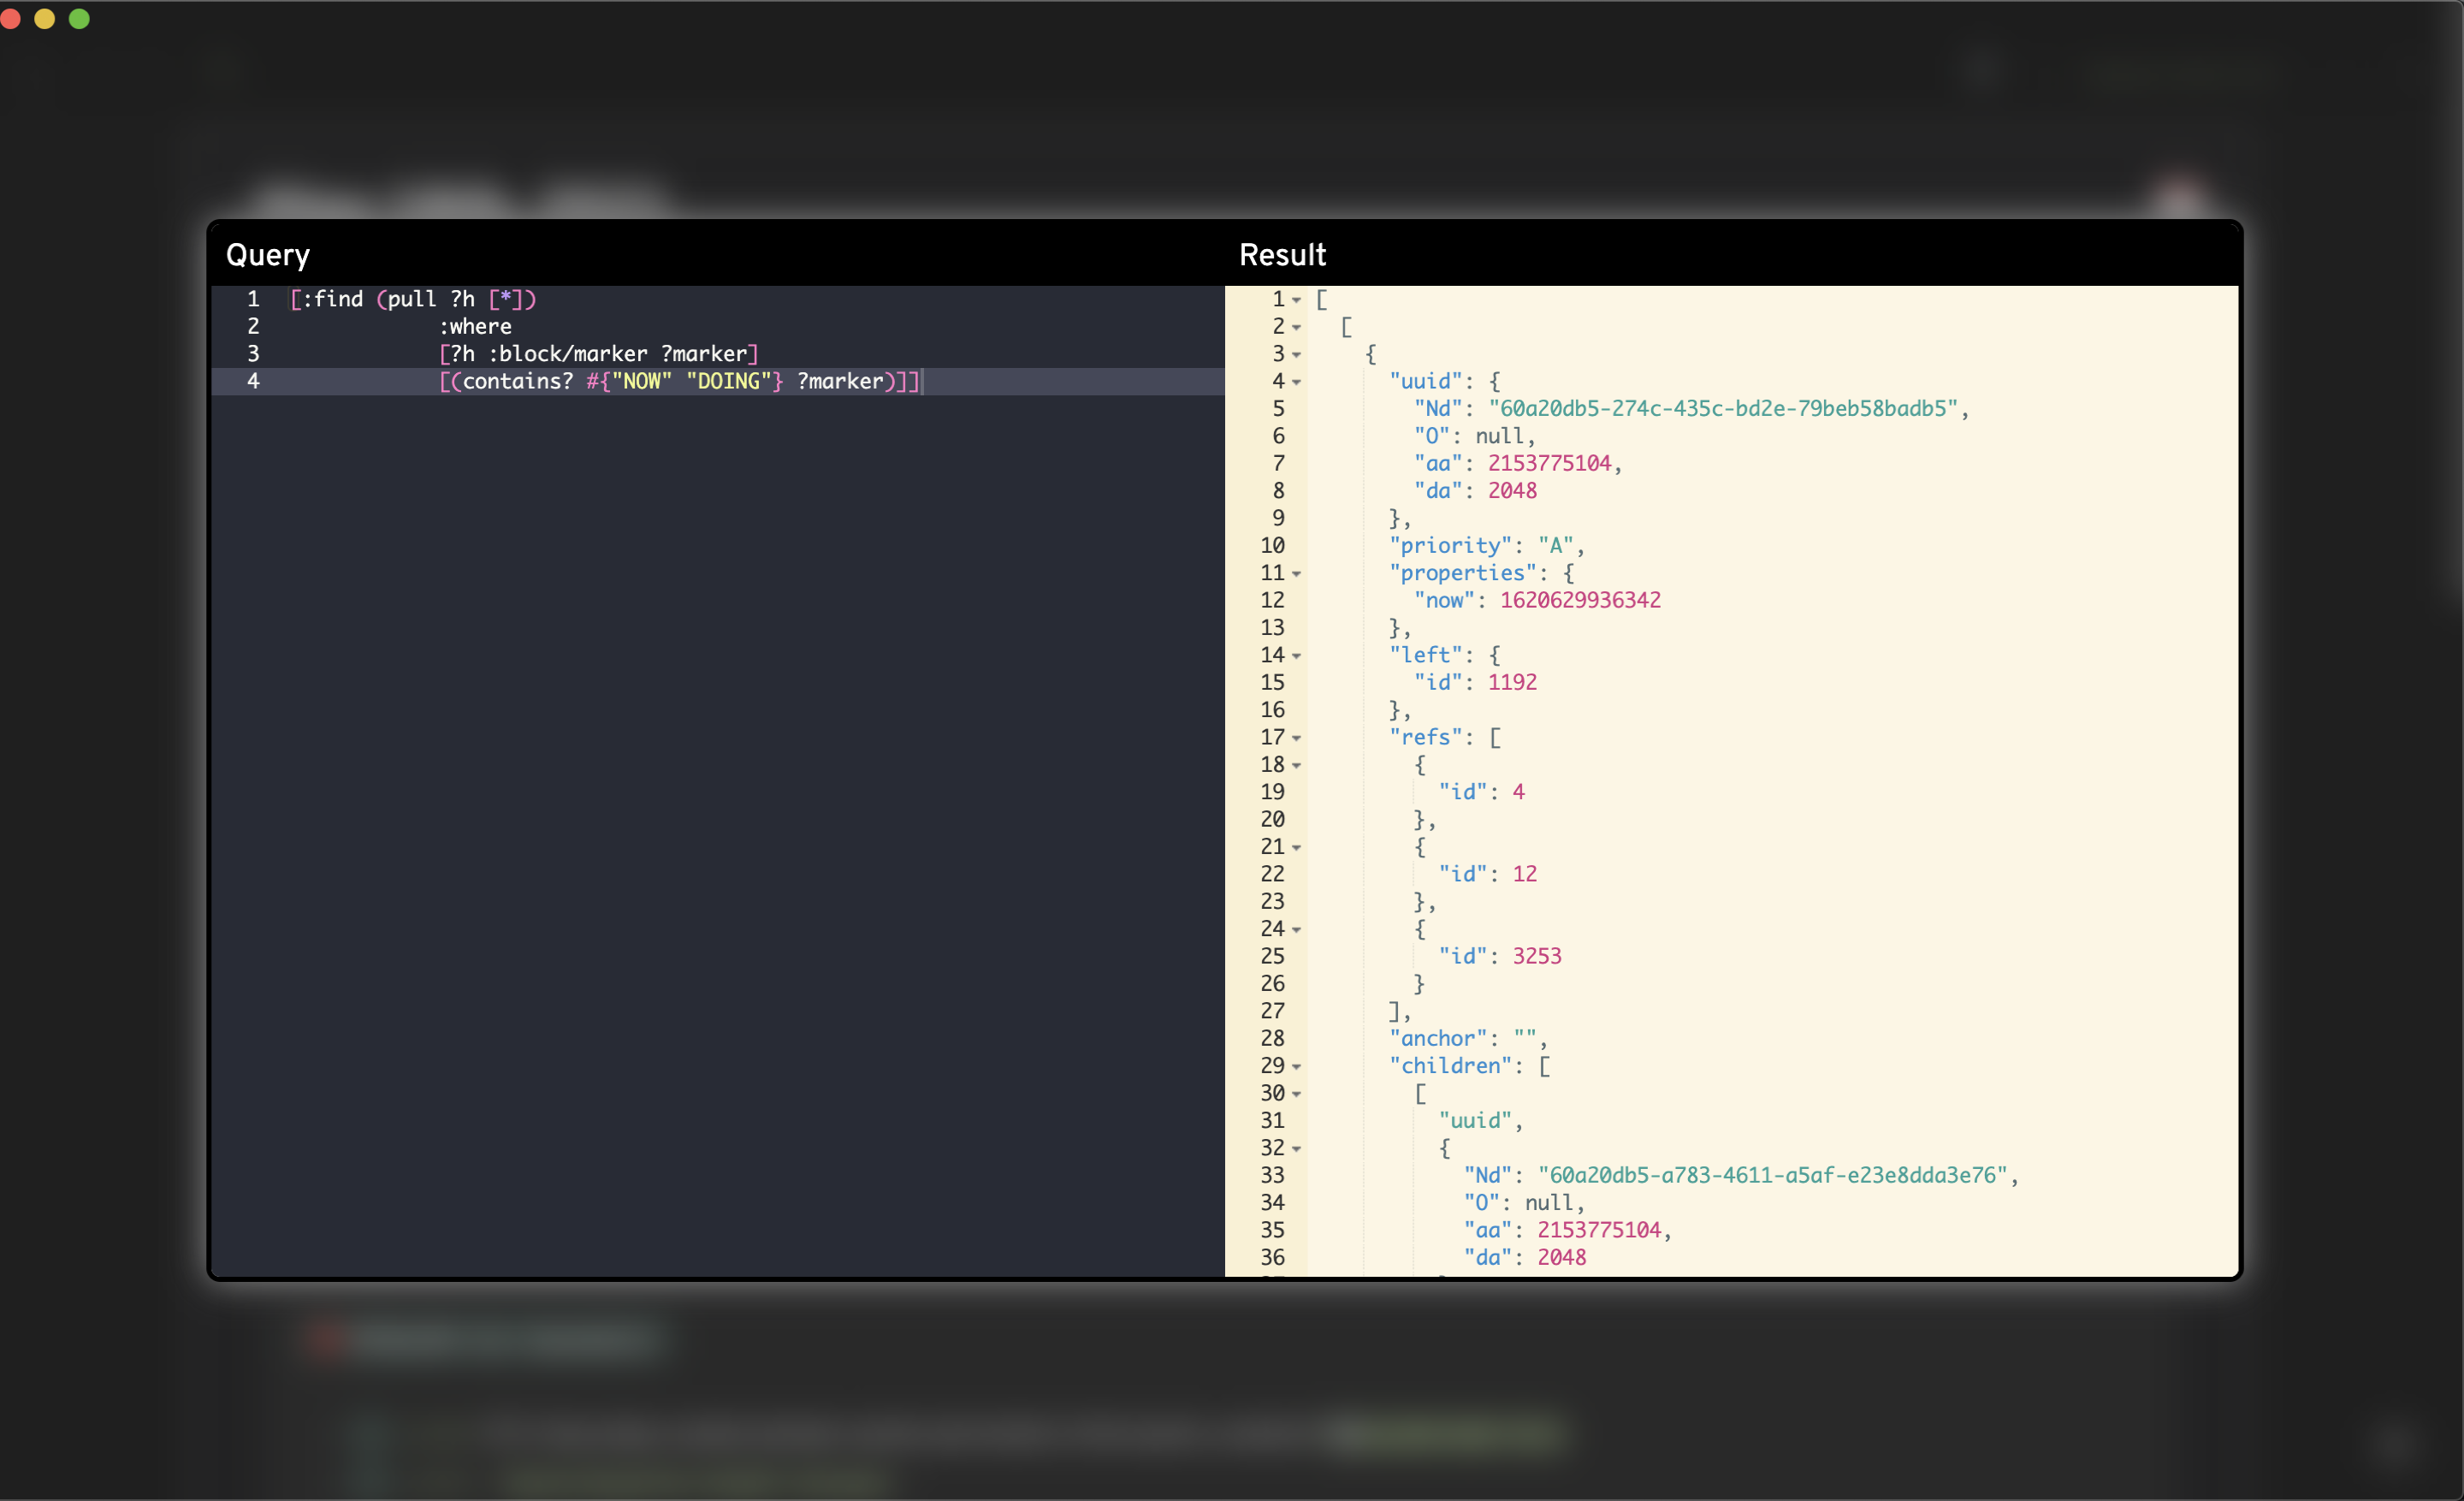 Query
1 [:find (pull ?h [*])
2 :where
3 [?h :block/marker ?marker]
4 [(contains? #{"NOW" "DOING"} ?marker)]]
Result
1 [
2 [
3 {
4 "uuid": {
5 "Nd": "60a20db5-274c-435c-bd2e-79beb58badb5",
6 "O": null,
7 "aa": 2153775104,
8 "da": 2048
9 },
10 "priority": "A",
11 "properties": {
12 "now": 1620629936342
13 },
14 "left": {
15 "id": 1192
16 },
17 "refs": [
18 {
19 "id": 4
20 },
21 {
22 "id": 12
23 },
24 {
25 "id": 3253
26 }
27 ],
28 "anchor": "",
29 "children": [
30 [
31 "uuid",
32 {
33 "Nd": "60a20db5-a783-4611-a5af-e23e8dda3e76",
34 "O": null,
35 "aa": 2153775104,
36 "da": 2048